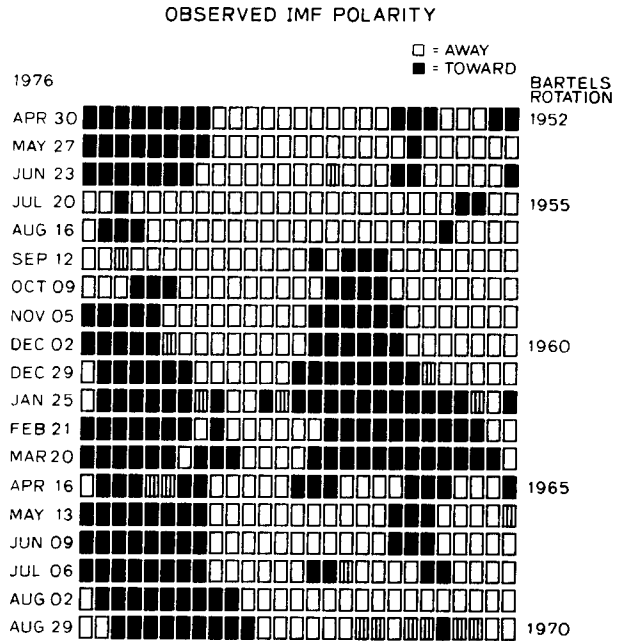 OBSERVED IMF POLARITY
□ = AWAY
■ = TOWARD
1976
BARTELS
ROTATION
APR 30 1952
MAY 27
JUN 23
JUL 20 1955
AUG 16
SEP 12
OCT 09
NOV 05
DEC 02 1960
DEC 29
JAN 25
FEB 21
MAR 20
APR 16 1965
MAY 13
JUN 09
JUL 06
AUG 02
AUG 29 1970